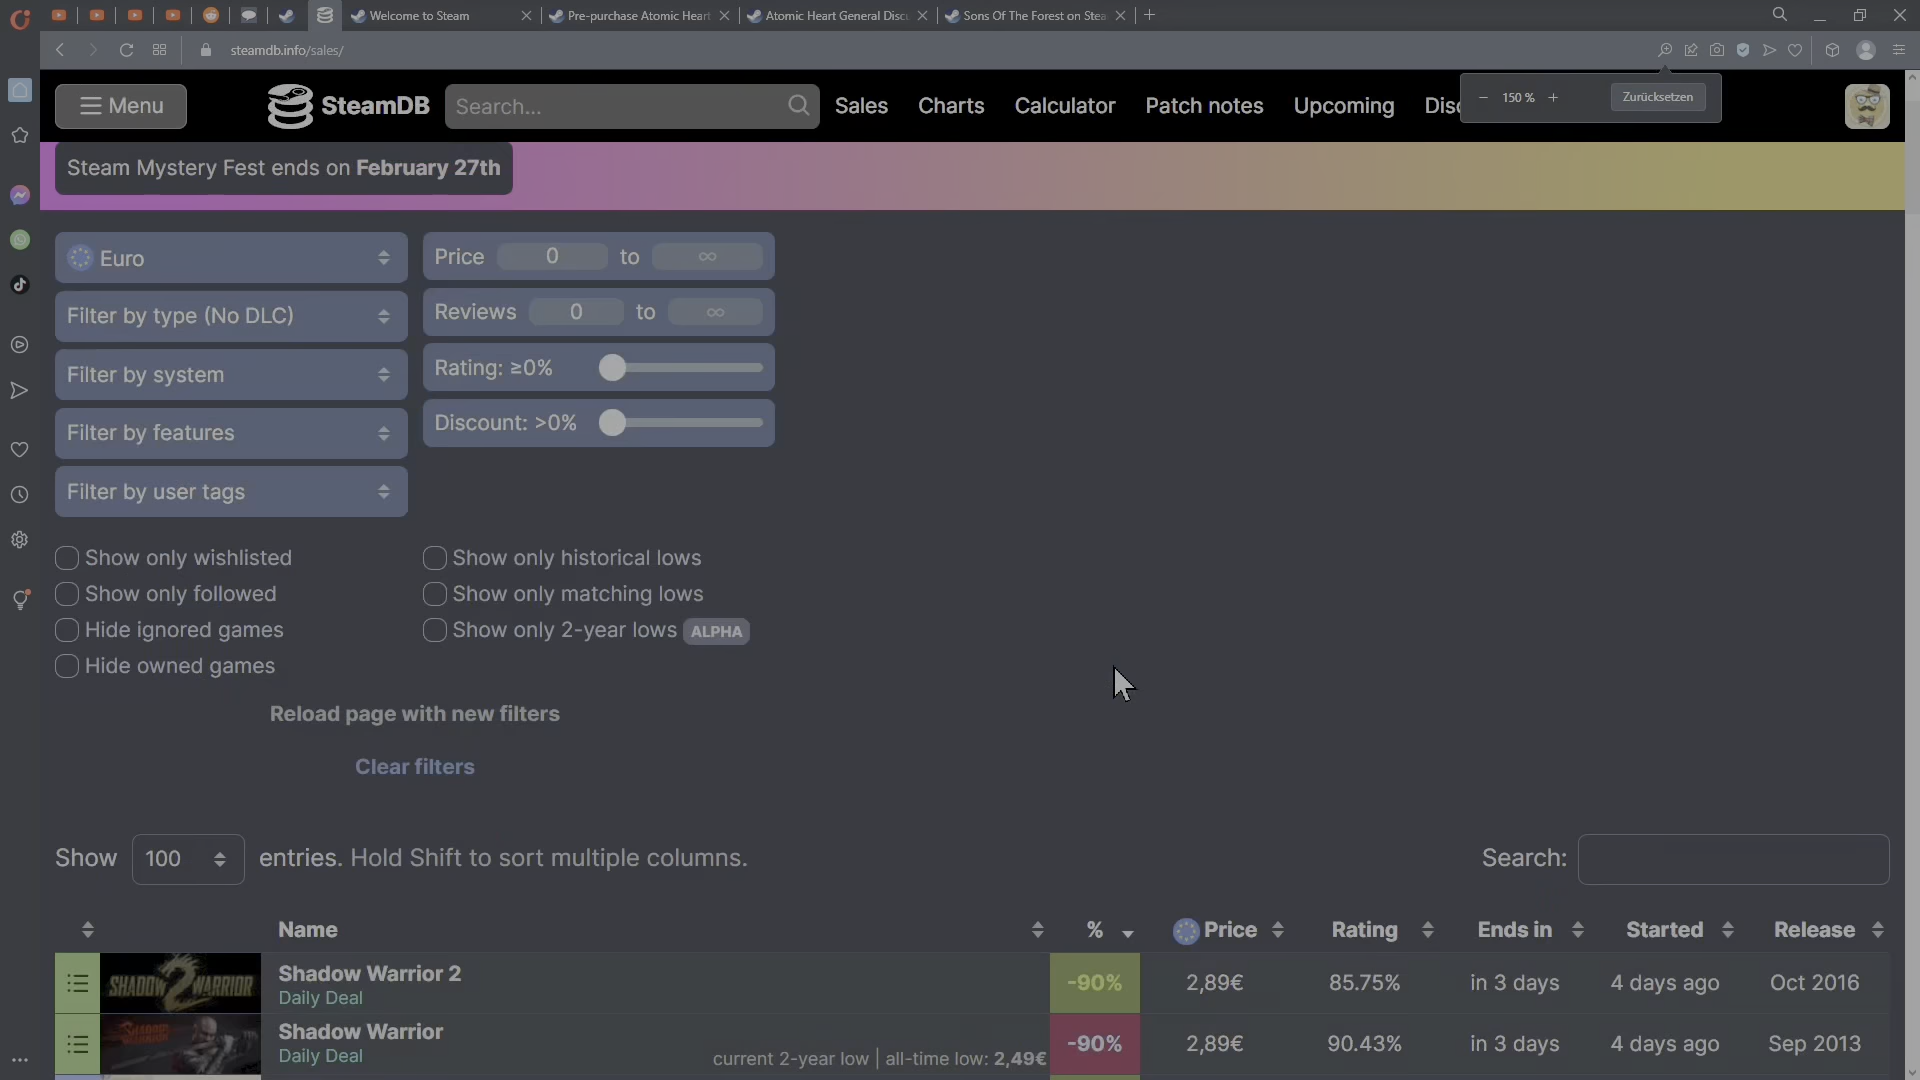 Welcome to Steam
Pre-purchase Atomic Heart
Atomic Heart General Discu
Sons Of The Forest on Stea
steamdb.info/sales/
Menu
SteamDB
Search...
Sales
Charts
Calculator
Patch notes
Upcoming
Disc
150 %
Zurücksetzen
Steam Mystery Fest ends on February 27th
Euro
Price 0 to ∞
Filter by type (No DLC)
Reviews 0 to ∞
Filter by system
Rating: ≥0%
Filter by features
Discount: >0%
Filter by user tags
Show only wishlisted
Show only historical lows
Show only followed
Show only matching lows
Hide ignored games
Show only 2-year lows ALPHA
Hide owned games
Reload page with new filters
Clear filters
Show 100 entries. Hold Shift to sort multiple columns.
Search:
Name % Price Rating Ends in Started Release
SHADOW WARRIOR 2
Shadow Warrior 2
Daily Deal
-90% 2,89€ 85.75% in 3 days 4 days ago Oct 2016
Shadow Warrior
Daily Deal
current 2-year low | all-time low: 2,49€
-90% 2,89€ 90.43% in 3 days 4 days ago Sep 2013